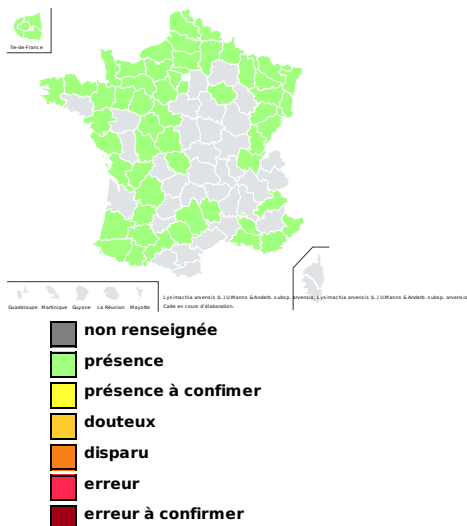 Île-de-France
Guadeloupe Martinique Guyane La Réunion Mayotte
Lysimachia arvensis (L.) U.Manns & Anderb. subsp. arvensis, Lysimachia arvensis (L.) U.Manns & Anderb. subsp. arvensis
Carte en cours d'élaboration.
non renseignée
présence
présence à confimer
douteux
disparu
erreur
erreur à confirmer